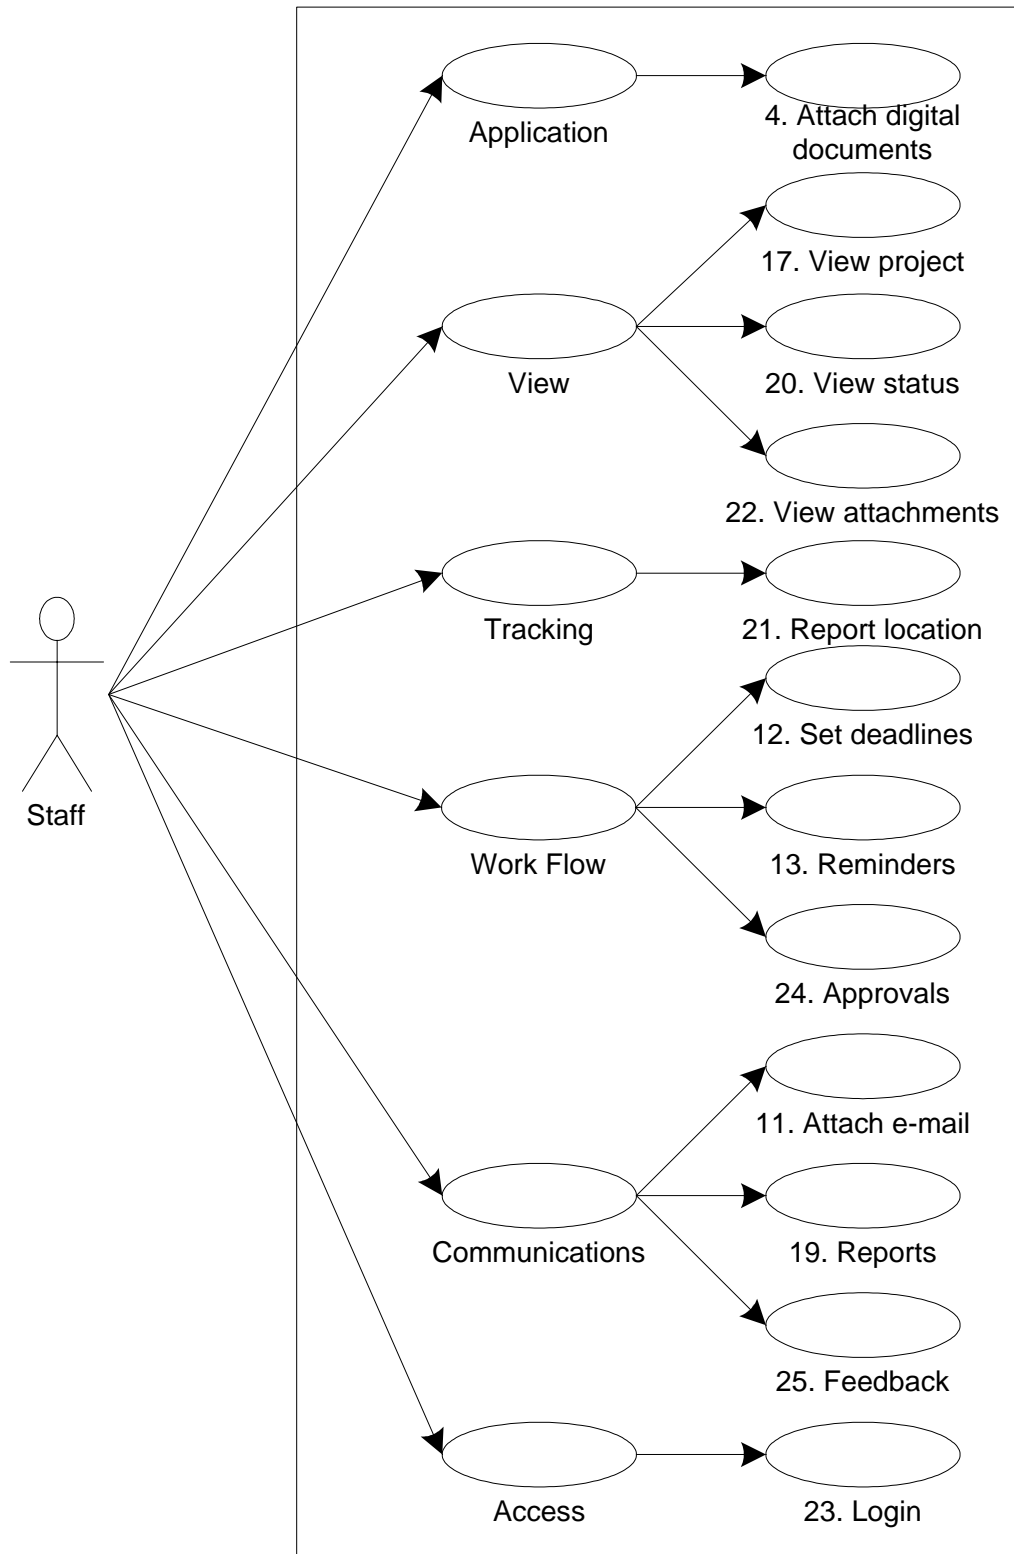 Application
4. Attach digital
documents
17. View project
View
20. View status
22. View attachments
Tracking
21. Report location
Staff
12. Set deadlines
Work Flow
13. Reminders
24. Approvals
11. Attach e-mail
Communications
19. Reports
25. Feedback
Access
23. Login